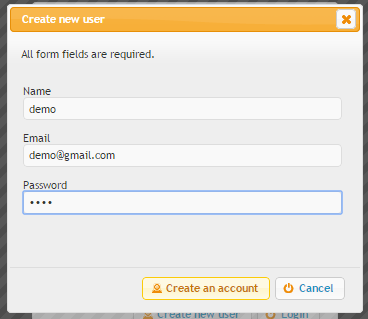 Create new user
All form fields are required.
Name
demo
Email
demo@gmail.com
Password
••••
Create an account Cancel
Create new user Login